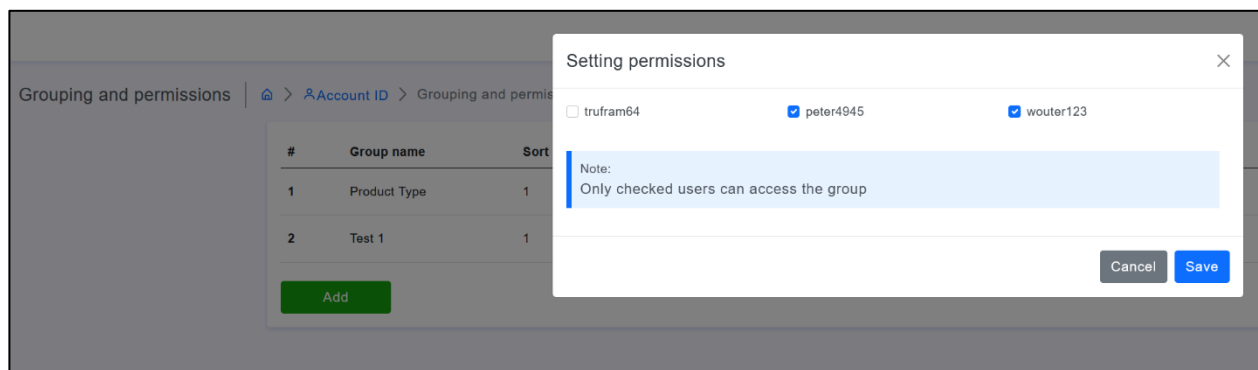 Setting permissions
Grouping and permissions
Account ID
Grouping and permis
trufram64
peter4945
wouter123
# Group name Sort
Note:
Only checked users can access the group
1 Product Type 1
2 Test 1 1
Cancel Save
Add